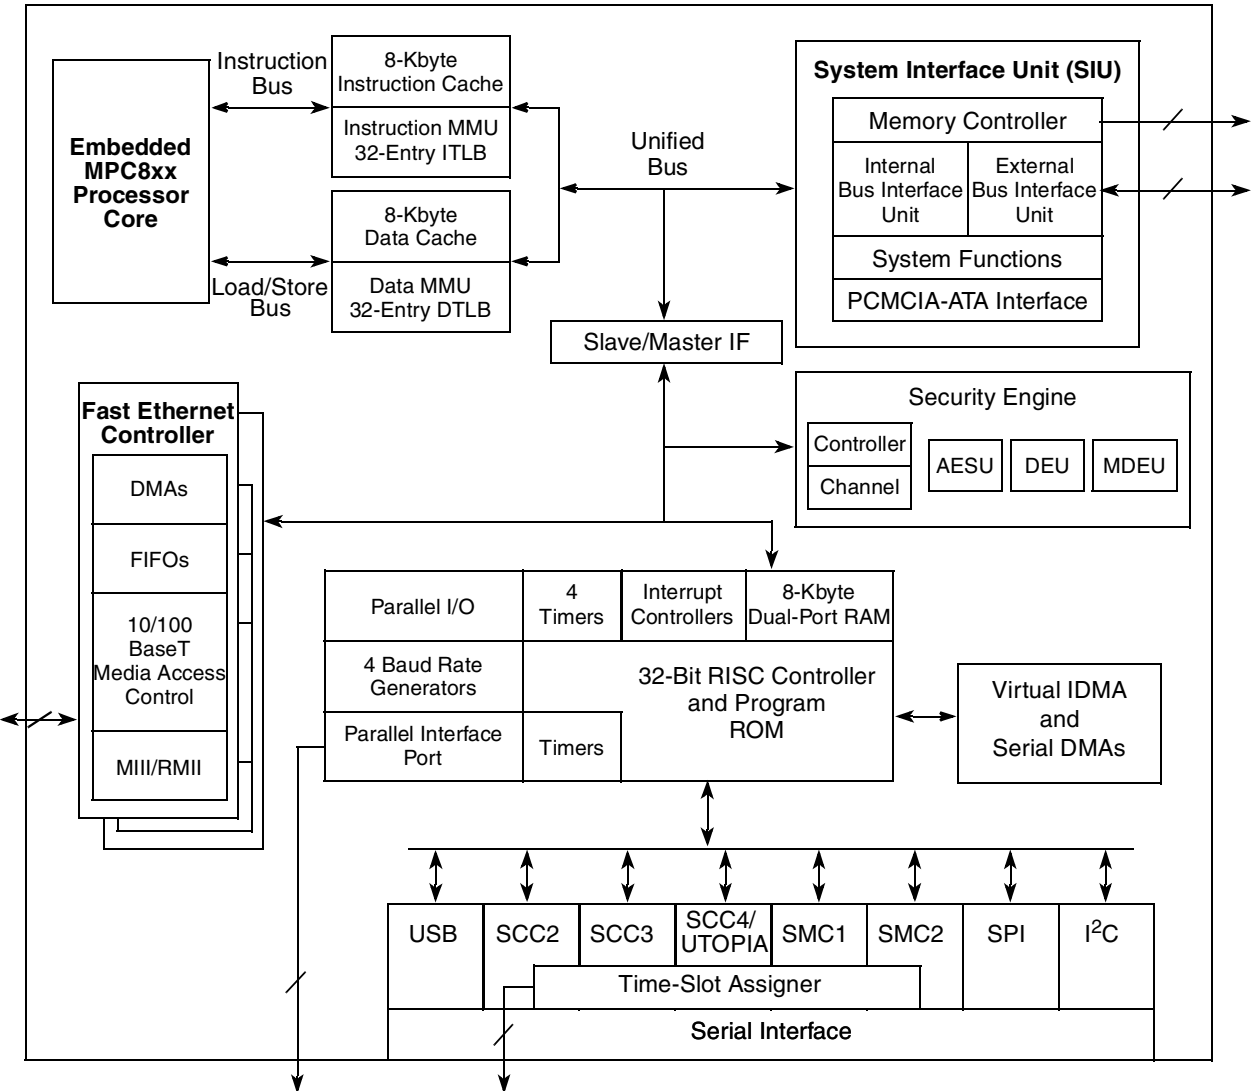 Instruction
Bus
8-Kbyte
Instruction Cache
Instruction MMU
32-Entry ITLB
Embedded
MPC8xx
Processor
Core
8-Kbyte
Data Cache
Load/Store
Bus
Data MMU
32-Entry DTLB
Unified
Bus
System Interface Unit (SIU)
Memory Controller
Internal
Bus Interface
Unit
External
Bus Interface
Unit
System Functions
PCMCIA-ATA Interface
Slave/Master IF
Security Engine
Controller
Channel
AESU
DEU
MDEU
Fast Ethernet
Controller
DMAs
FIFOs
10/100
BaseT
Media Access
Control
MIII/RMII
Parallel I/O
4
Timers
Interrupt
Controllers
8-Kbyte
Dual-Port RAM
4 Baud Rate
Generators
32-Bit RISC Controller
and Program
ROM
Parallel Interface
Port
Timers
Virtual IDMA
and
Serial DMAs
USB
SCC2
SCC3
SCC4/
UTOPIA
SMC1
SMC2
SPI
I²C
Time-Slot Assigner
Serial Interface